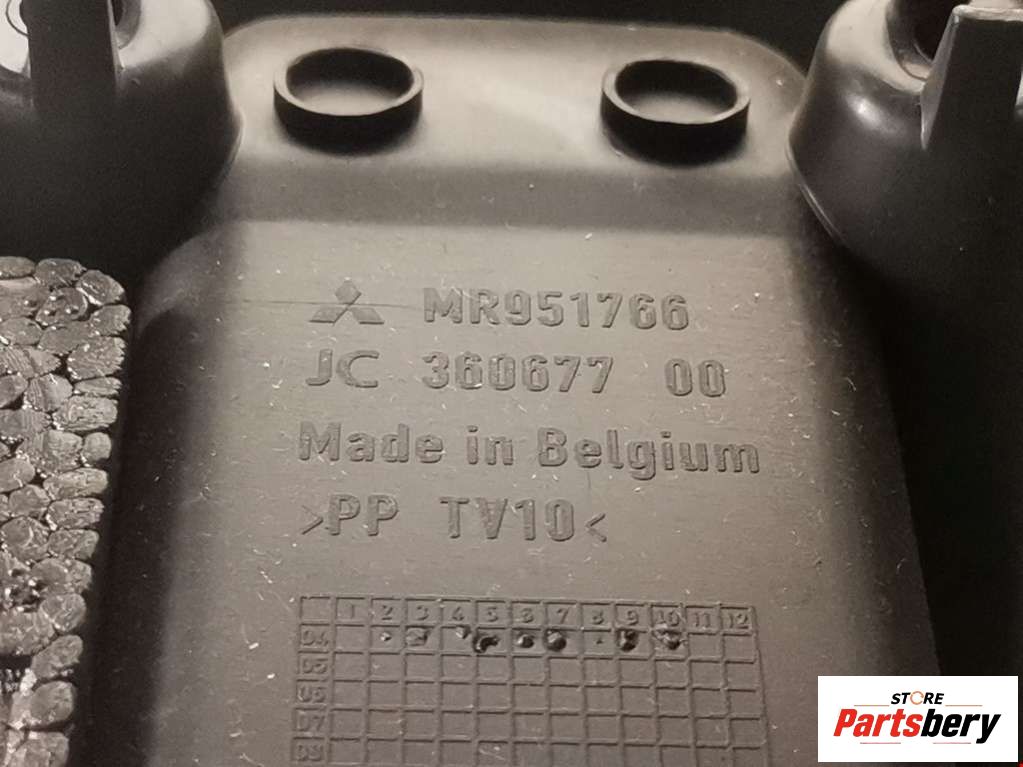 MR951766
JC 360677 00
Made in Belgium
>PP TV10<
1 2 3 4 5 6 7 8 9 10 11 12
04
05
06
07
08
STORE
Partsbery